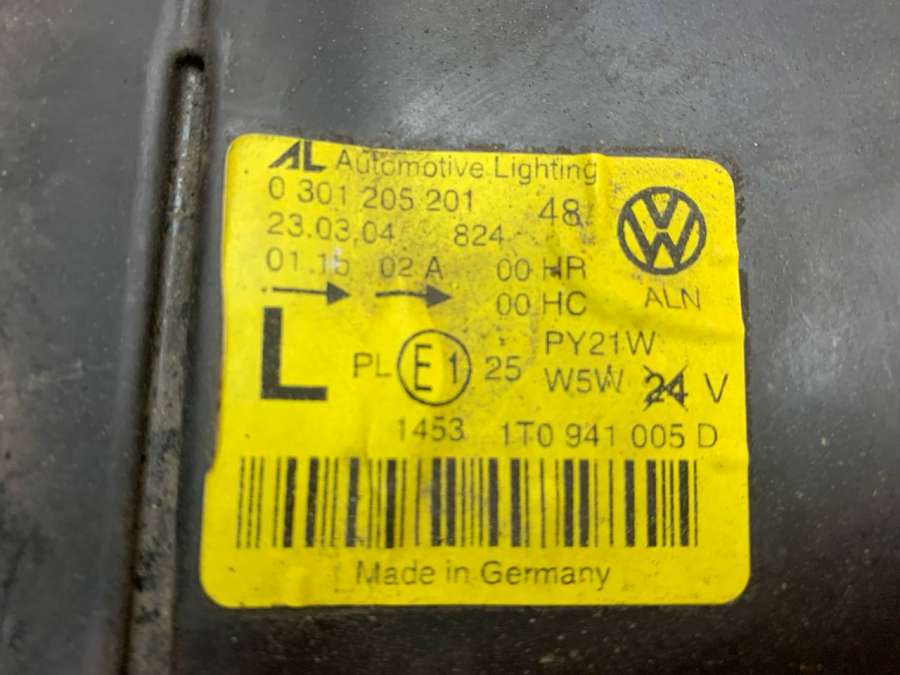 AL Automotive Lighting
0 301 205 201 48
23.03.04 824
01.15 02 A 00 HR
ALN
00 HC
L PL E1 25 PY21W
W5W 24 V
1453 1T0 941 005 D
Made in Germany